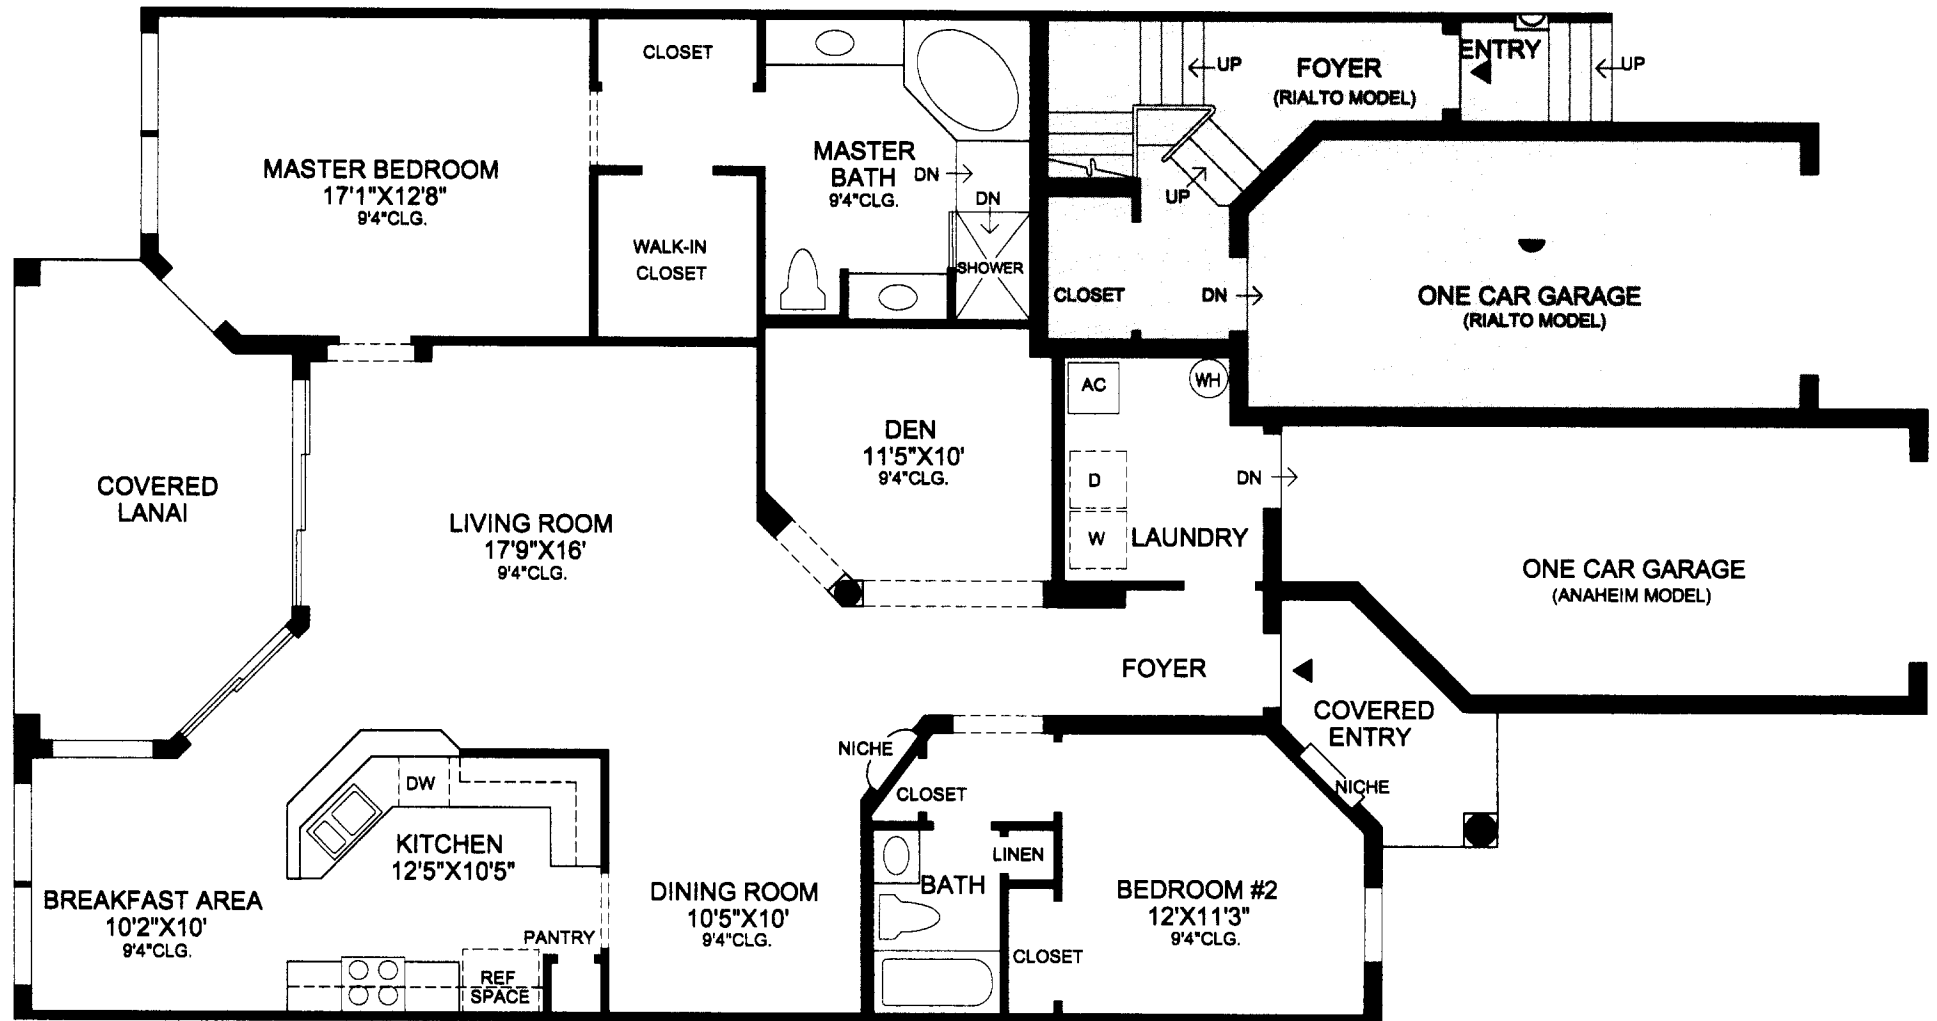 CLOSET
MASTER BEDROOM
17'1"X12'8"
9'4"CLG.
WALK-IN
CLOSET
MASTER
BATH
9'4"CLG.
DN
DN
SHOWER
UP
FOYER
(RIALTO MODEL)
ENTRY
UP
UP
CLOSET
DN
ONE CAR GARAGE
(RIALTO MODEL)
COVERED
LANAI
LIVING ROOM
17'9"X16'
9'4"CLG.
DEN
11'5"X10'
9'4"CLG.
AC
WH
D
W
LAUNDRY
DN
ONE CAR GARAGE
(ANAHEIM MODEL)
FOYER
COVERED
ENTRY
NICHE
NICHE
CLOSET
DW
KITCHEN
12'5"X10'5"
BREAKFAST AREA
10'2"X10'
9'4"CLG.
PANTRY
REF
SPACE
DINING ROOM
10'5"X10'
9'4"CLG.
LINEN
BATH
CLOSET
BEDROOM #2
12'X11'3"
9'4"CLG.